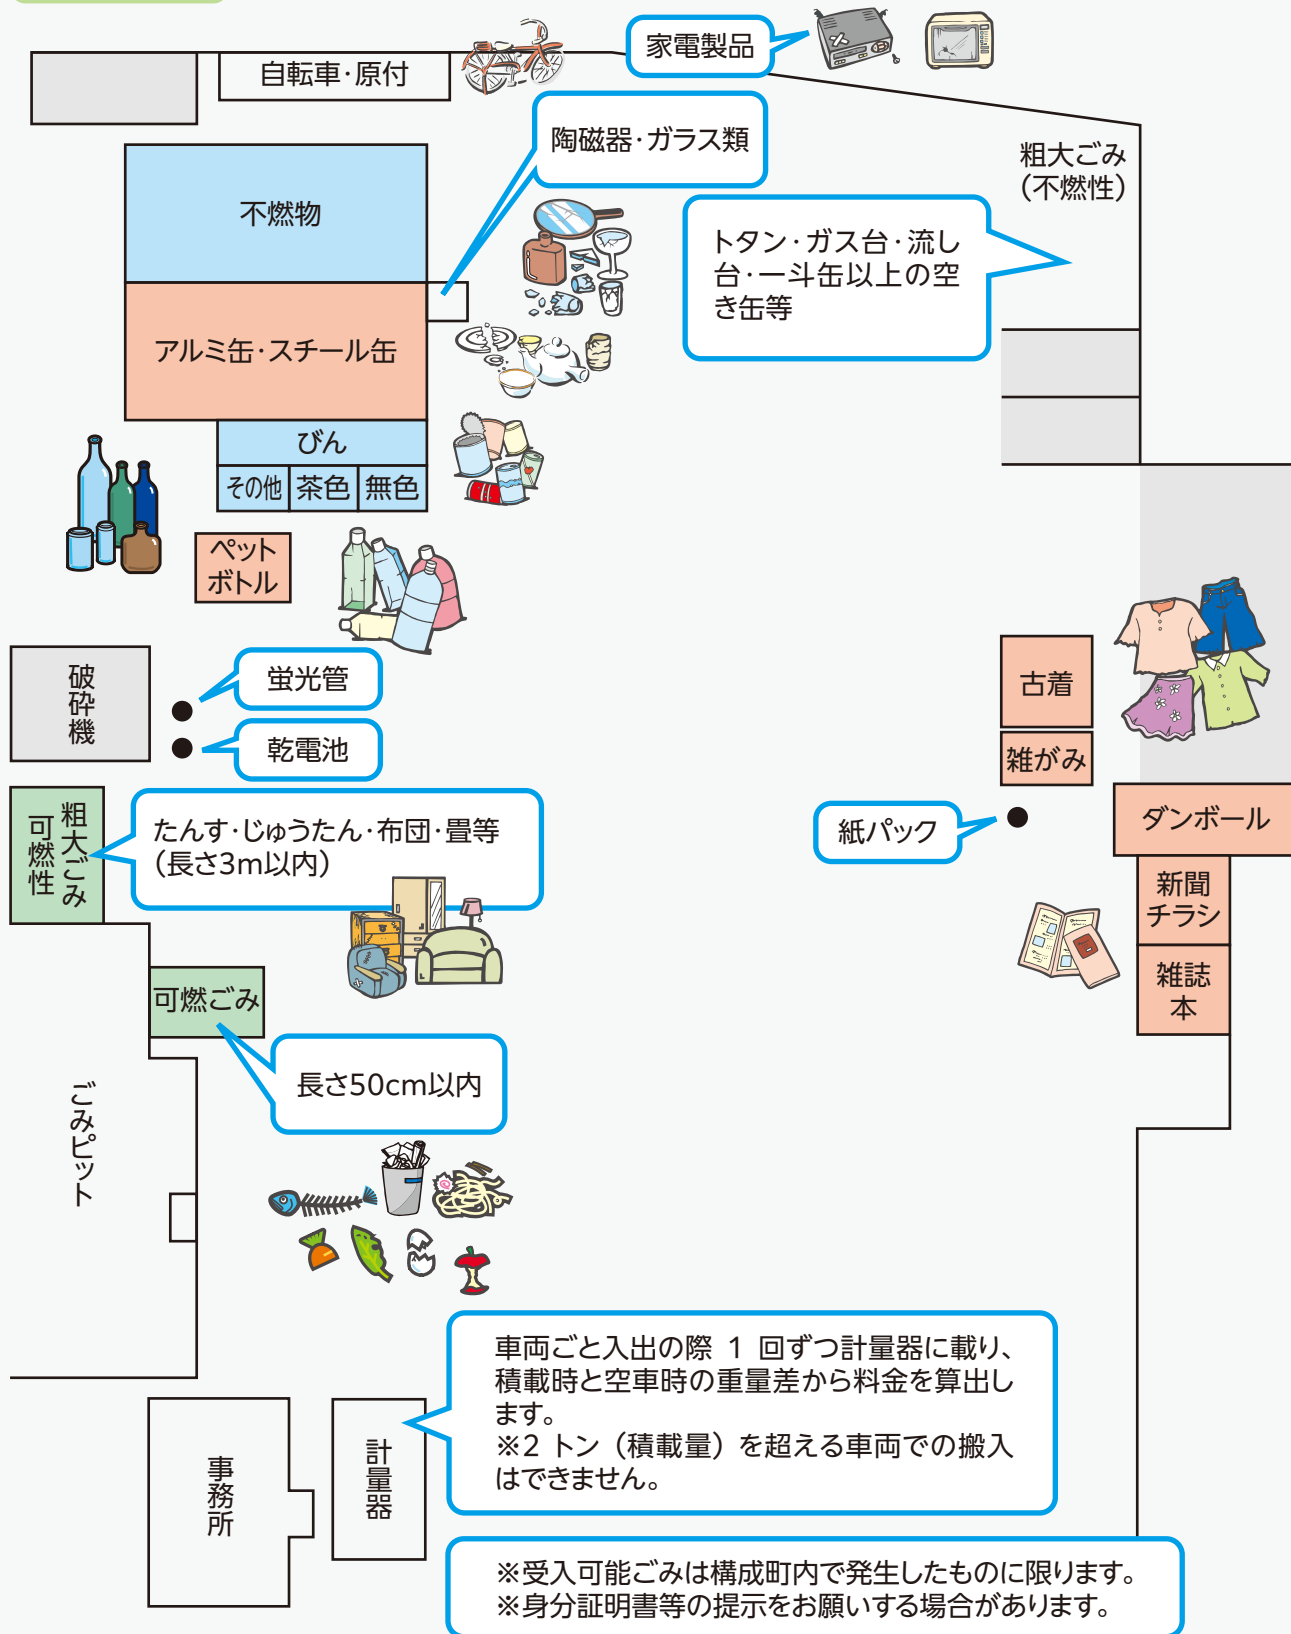 家電製品
自転車・原付
陶磁器・ガラス類
粗大ごみ
（不燃性）
不燃物
トタン・ガス台・流し
台・一斗缶以上の空
き缶等
アルミ缶・スチール缶
びん
その他
茶色
無色
ペット
ボトル
破砕機
蛍光管
乾電池
古着
雑がみ
粗大ごみ
可燃性
たんす・じゅうたん・布団・畳等
（長さ3m以内）
紙パック
ダンボール
新聞
チラシ
雑誌
本
可燃ごみ
長さ50cm以内
ごみピット
車両ごと入出の際 1 回ずつ計量器に載り、
積載時と空車時の重量差から料金を算出し
ます。
※2 トン（積載量）を超える車両での搬入
はできません。
事務所
計量器
※受入可能ごみは構成町内で発生したものに限ります。
※身分証明書等の提示をお願いする場合があります。